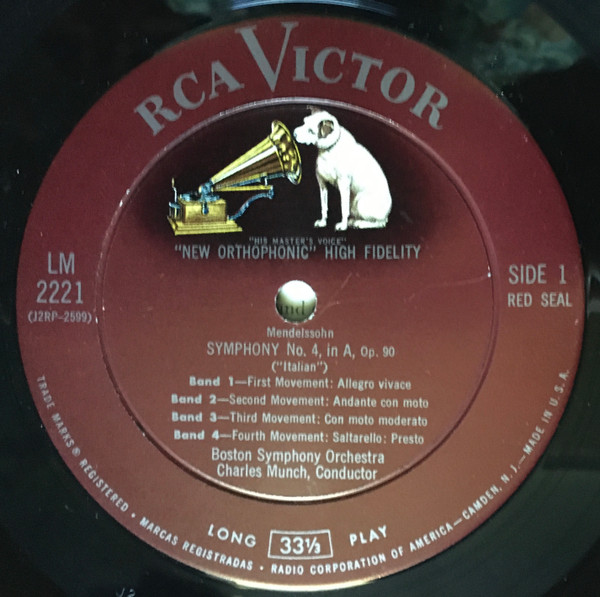 RCA VICTOR
"HIS MASTER'S VOICE"
"NEW ORTHOPHONIC" HIGH FIDELITY
LM
2221
(J2RP-2599)
SIDE 1
RED SEAL
Mendelssohn
SYMPHONY No. 4, in A, Op. 90
("Italian")
Band 1—First Movement: Allegro vivace
Band 2—Second Movement: Andante con moto
Band 3—Third Movement: Con moto moderato
Band 4—Fourth Movement: Saltarello: Presto
Boston Symphony Orchestra
Charles Munch, Conductor
LONG 33⅓ PLAY
TRADE MARKS ® REGISTERED • MARCAS REGISTRADAS • RADIO CORPORATION OF AMERICA—CAMDEN, N. J.—MADE IN U.S.A.